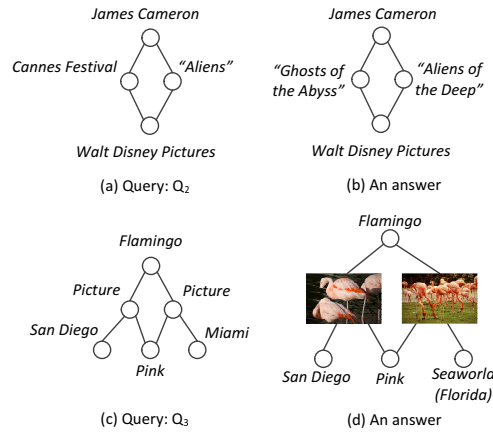 James Cameron
Cannes Festival
"Aliens"
Walt Disney Pictures
(a) Query: Q₂
James Cameron
"Ghosts of
the Abyss"
"Aliens of
the Deep"
Walt Disney Pictures
(b) An answer
Flamingo
Picture
Picture
San Diego
Miami
Pink
(c) Query: Q₃
Flamingo
San Diego
Pink
Seaworld
(Florida)
(d) An answer